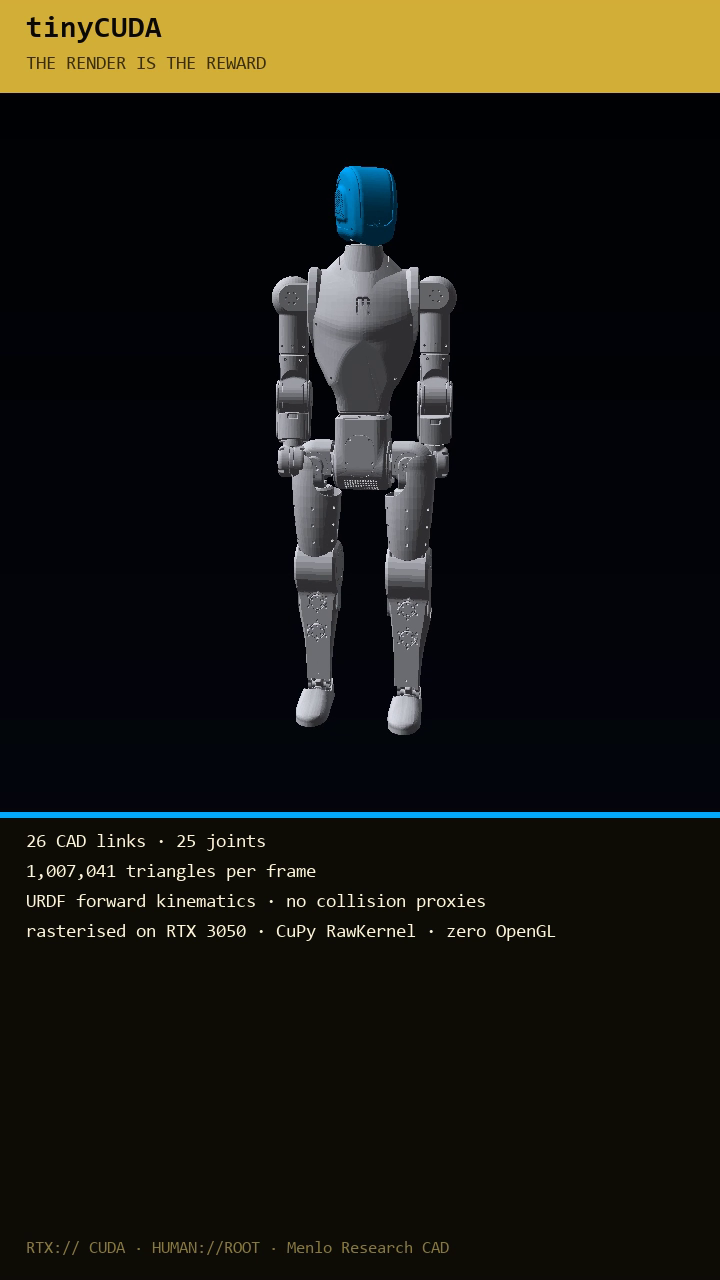 tinyCUDA
THE RENDER IS THE REWARD
m
26 CAD links · 25 joints
1,007,041 triangles per frame
URDF forward kinematics · no collision proxies
rasterised on RTX 3050 · CuPy RawKernel · zero OpenGL
RTX:// CUDA · HUMAN://ROOT · Menlo Research CAD